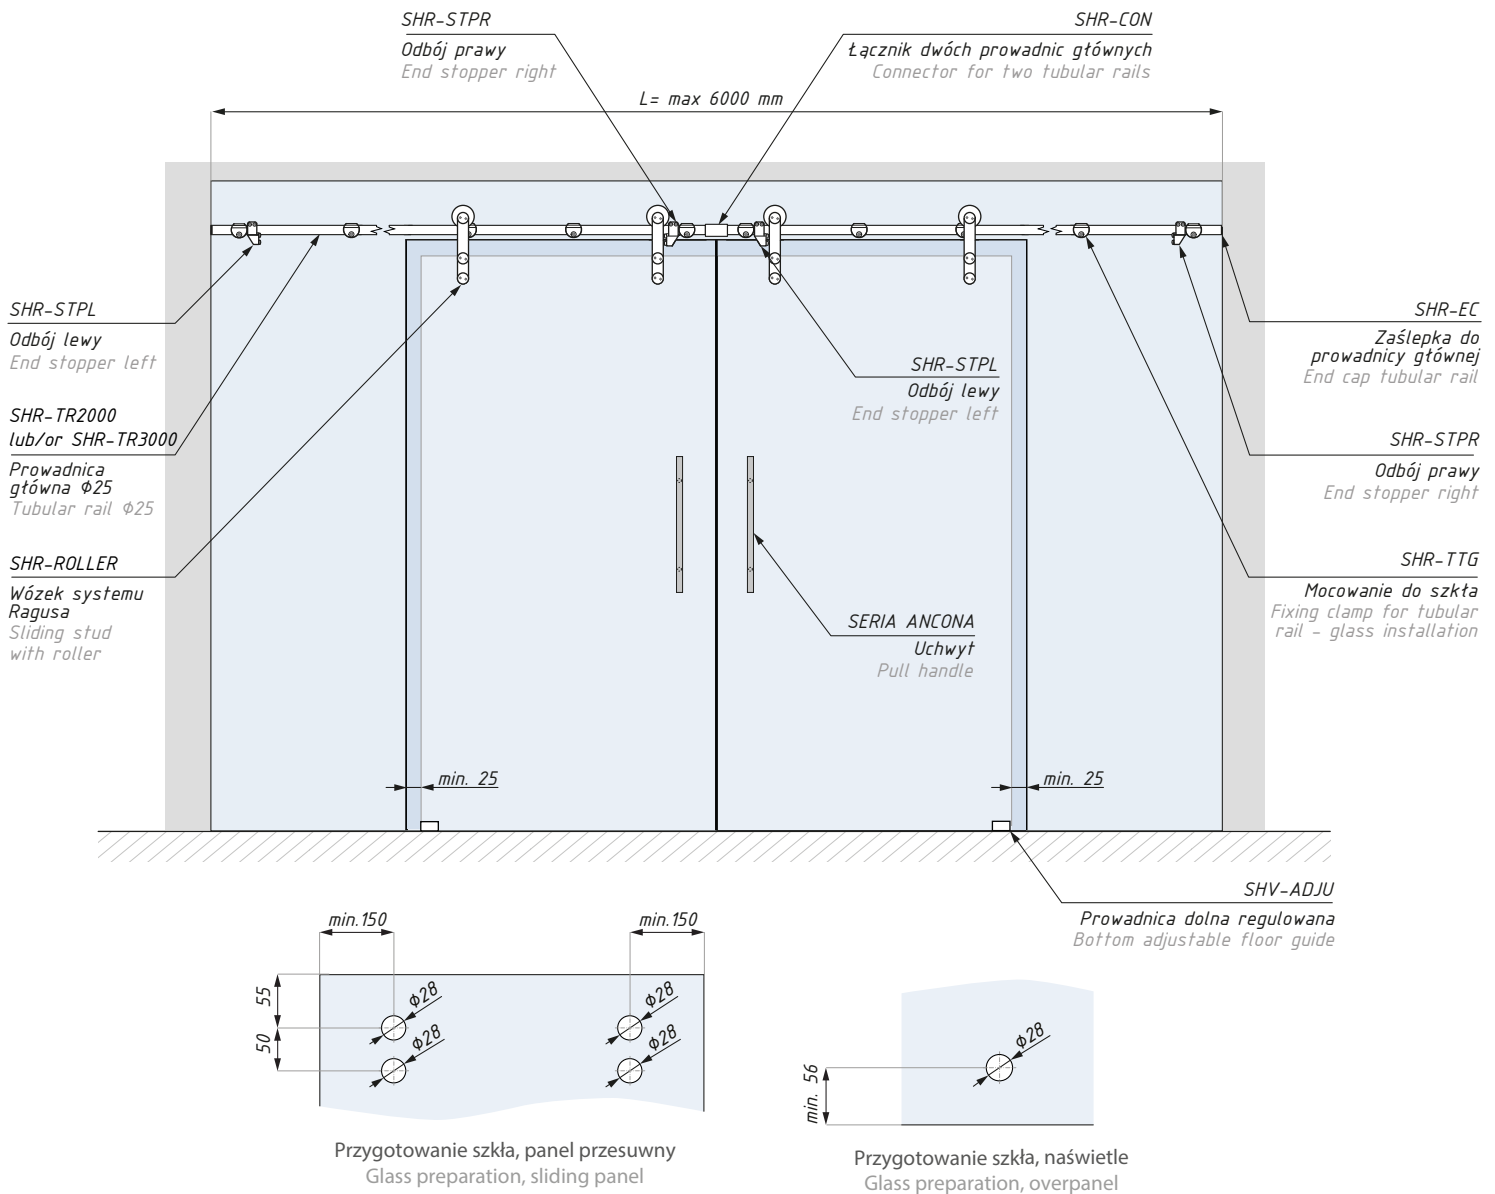 SHR-STPR
Odbój prawy
End stopper right
SHR-CON
Łącznik dwóch prowadnic głównych
Connector for two tubular rails
L= max 6000 mm
SHR-STPL
Odbój lewy
End stopper left
SHR-TR2000
lub/or SHR-TR3000
Prowadnica
główna Φ25
Tubular rail Φ25
SHR-ROLLER
Wózek systemu
Ragusa
Sliding stud
with roller
SHR-STPL
Odbój lewy
End stopper left
SERIA ANCONA
Uchwyt
Pull handle
SHR-EC
Zaślepka do
prowadnicy głównej
End cap tubular rail
SHR-STPR
Odbój prawy
End stopper right
SHR-TTG
Mocowanie do szkła
Fixing clamp for tubular
rail - glass installation
min. 25
min. 25
SHV-ADJU
Prowadnica dolna regulowana
Bottom adjustable floor guide
min.150
min.150
55
50
Φ28
Φ28
Φ28
Φ28
Przygotowanie szkła, panel przesuwny
Glass preparation, sliding panel
min. 56
Φ28
Przygotowanie szkła, naświetle
Glass preparation, overpanel